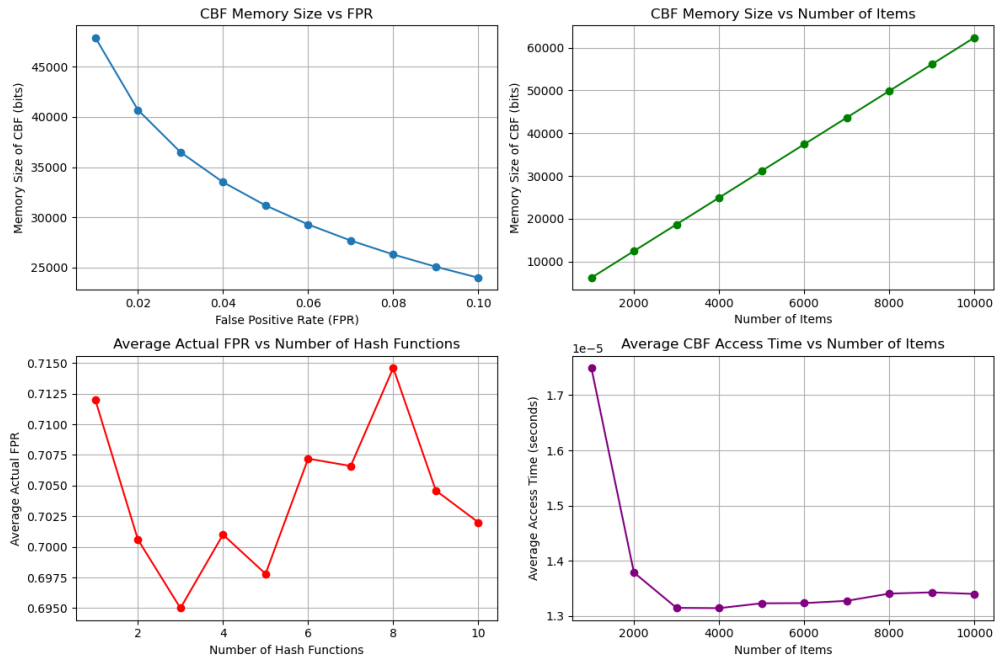 CBF Memory Size vs FPR
Memory Size of CBF (bits)
45000
40000
35000
30000
25000
0.02 0.04 0.06 0.08 0.10
False Positive Rate (FPR)
CBF Memory Size vs Number of Items
Memory Size of CBF (bits)
60000
50000
40000
30000
20000
10000
2000 4000 6000 8000 10000
Number of Items
Average Actual FPR vs Number of Hash Functions
Average Actual FPR
0.7150
0.7125
0.7100
0.7075
0.7050
0.7025
0.7000
0.6975
0.6950
2 4 6 8 10
Number of Hash Functions
Average CBF Access Time vs Number of Items
1e−5
Average Access Time (seconds)
1.7
1.6
1.5
1.4
1.3
2000 4000 6000 8000 10000
Number of Items